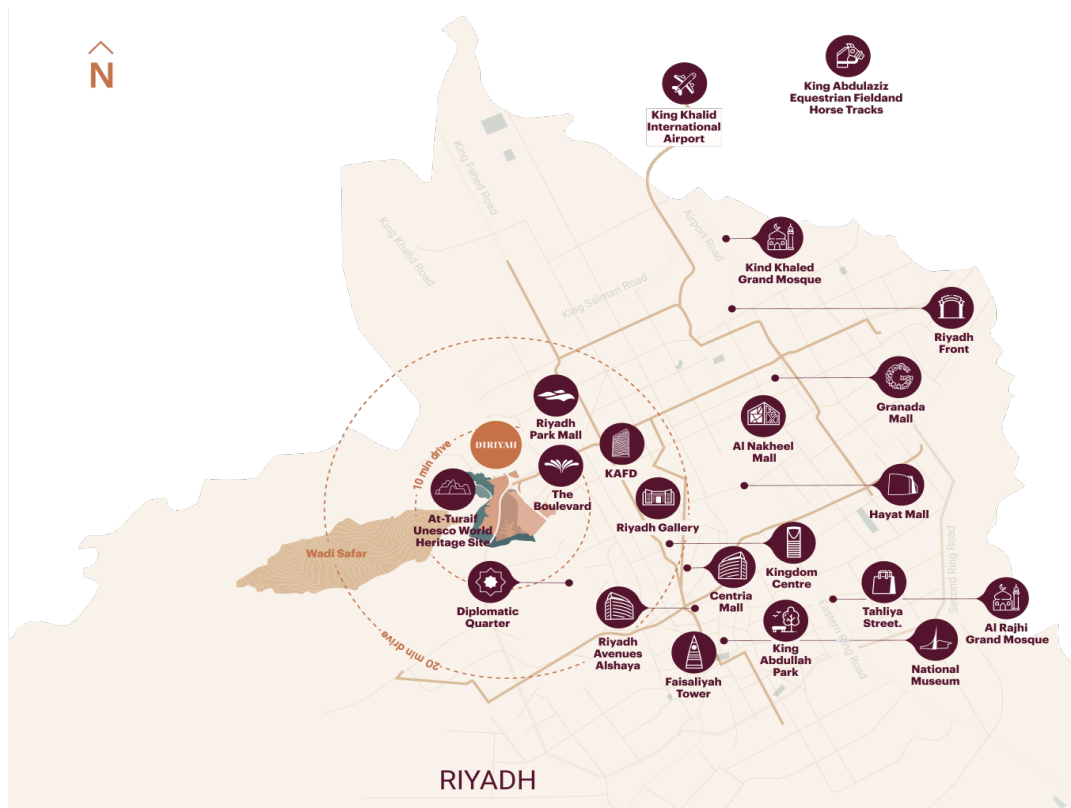 N
King Khalid
International
Airport
King Abdulaziz
Equestrian Fieldand
Horse Tracks
King Fahed Road
King Khalid Road
Airport Road
King Salman Road
Kind Khaled
Grand Mosque
Riyadh
Front
Granada
Mall
Riyadh
Park Mall
Al Nakheel
Mall
DIRIYAH
10 min drive
KAFD
The
Boulevard
At-Turaif
Unesco World
Heritage Site
Riyadh Gallery
Hayat Mall
Wadi Safar
Kingdom
Centre
Centria
Mall
Diplomatic
Quarter
Tahliya
Street.
Second Ring Road
Eastern Ring Road
Al Rajhi
Grand Mosque
20 min drive
Riyadh
Avenues
Alshaya
King
Abdullah
Park
Faisaliyah
Tower
National
Museum
RIYADH